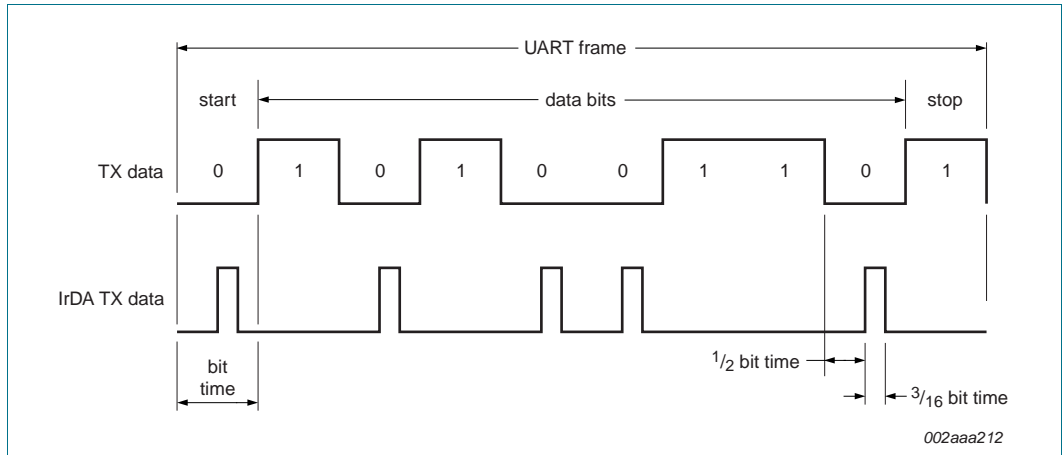 UART frame
start data bits stop
TX data 0 1 0 1 0 0 1 1 0 1
IrDA TX data
bit
time
1/2 bit time
3/16 bit time
002aaa212